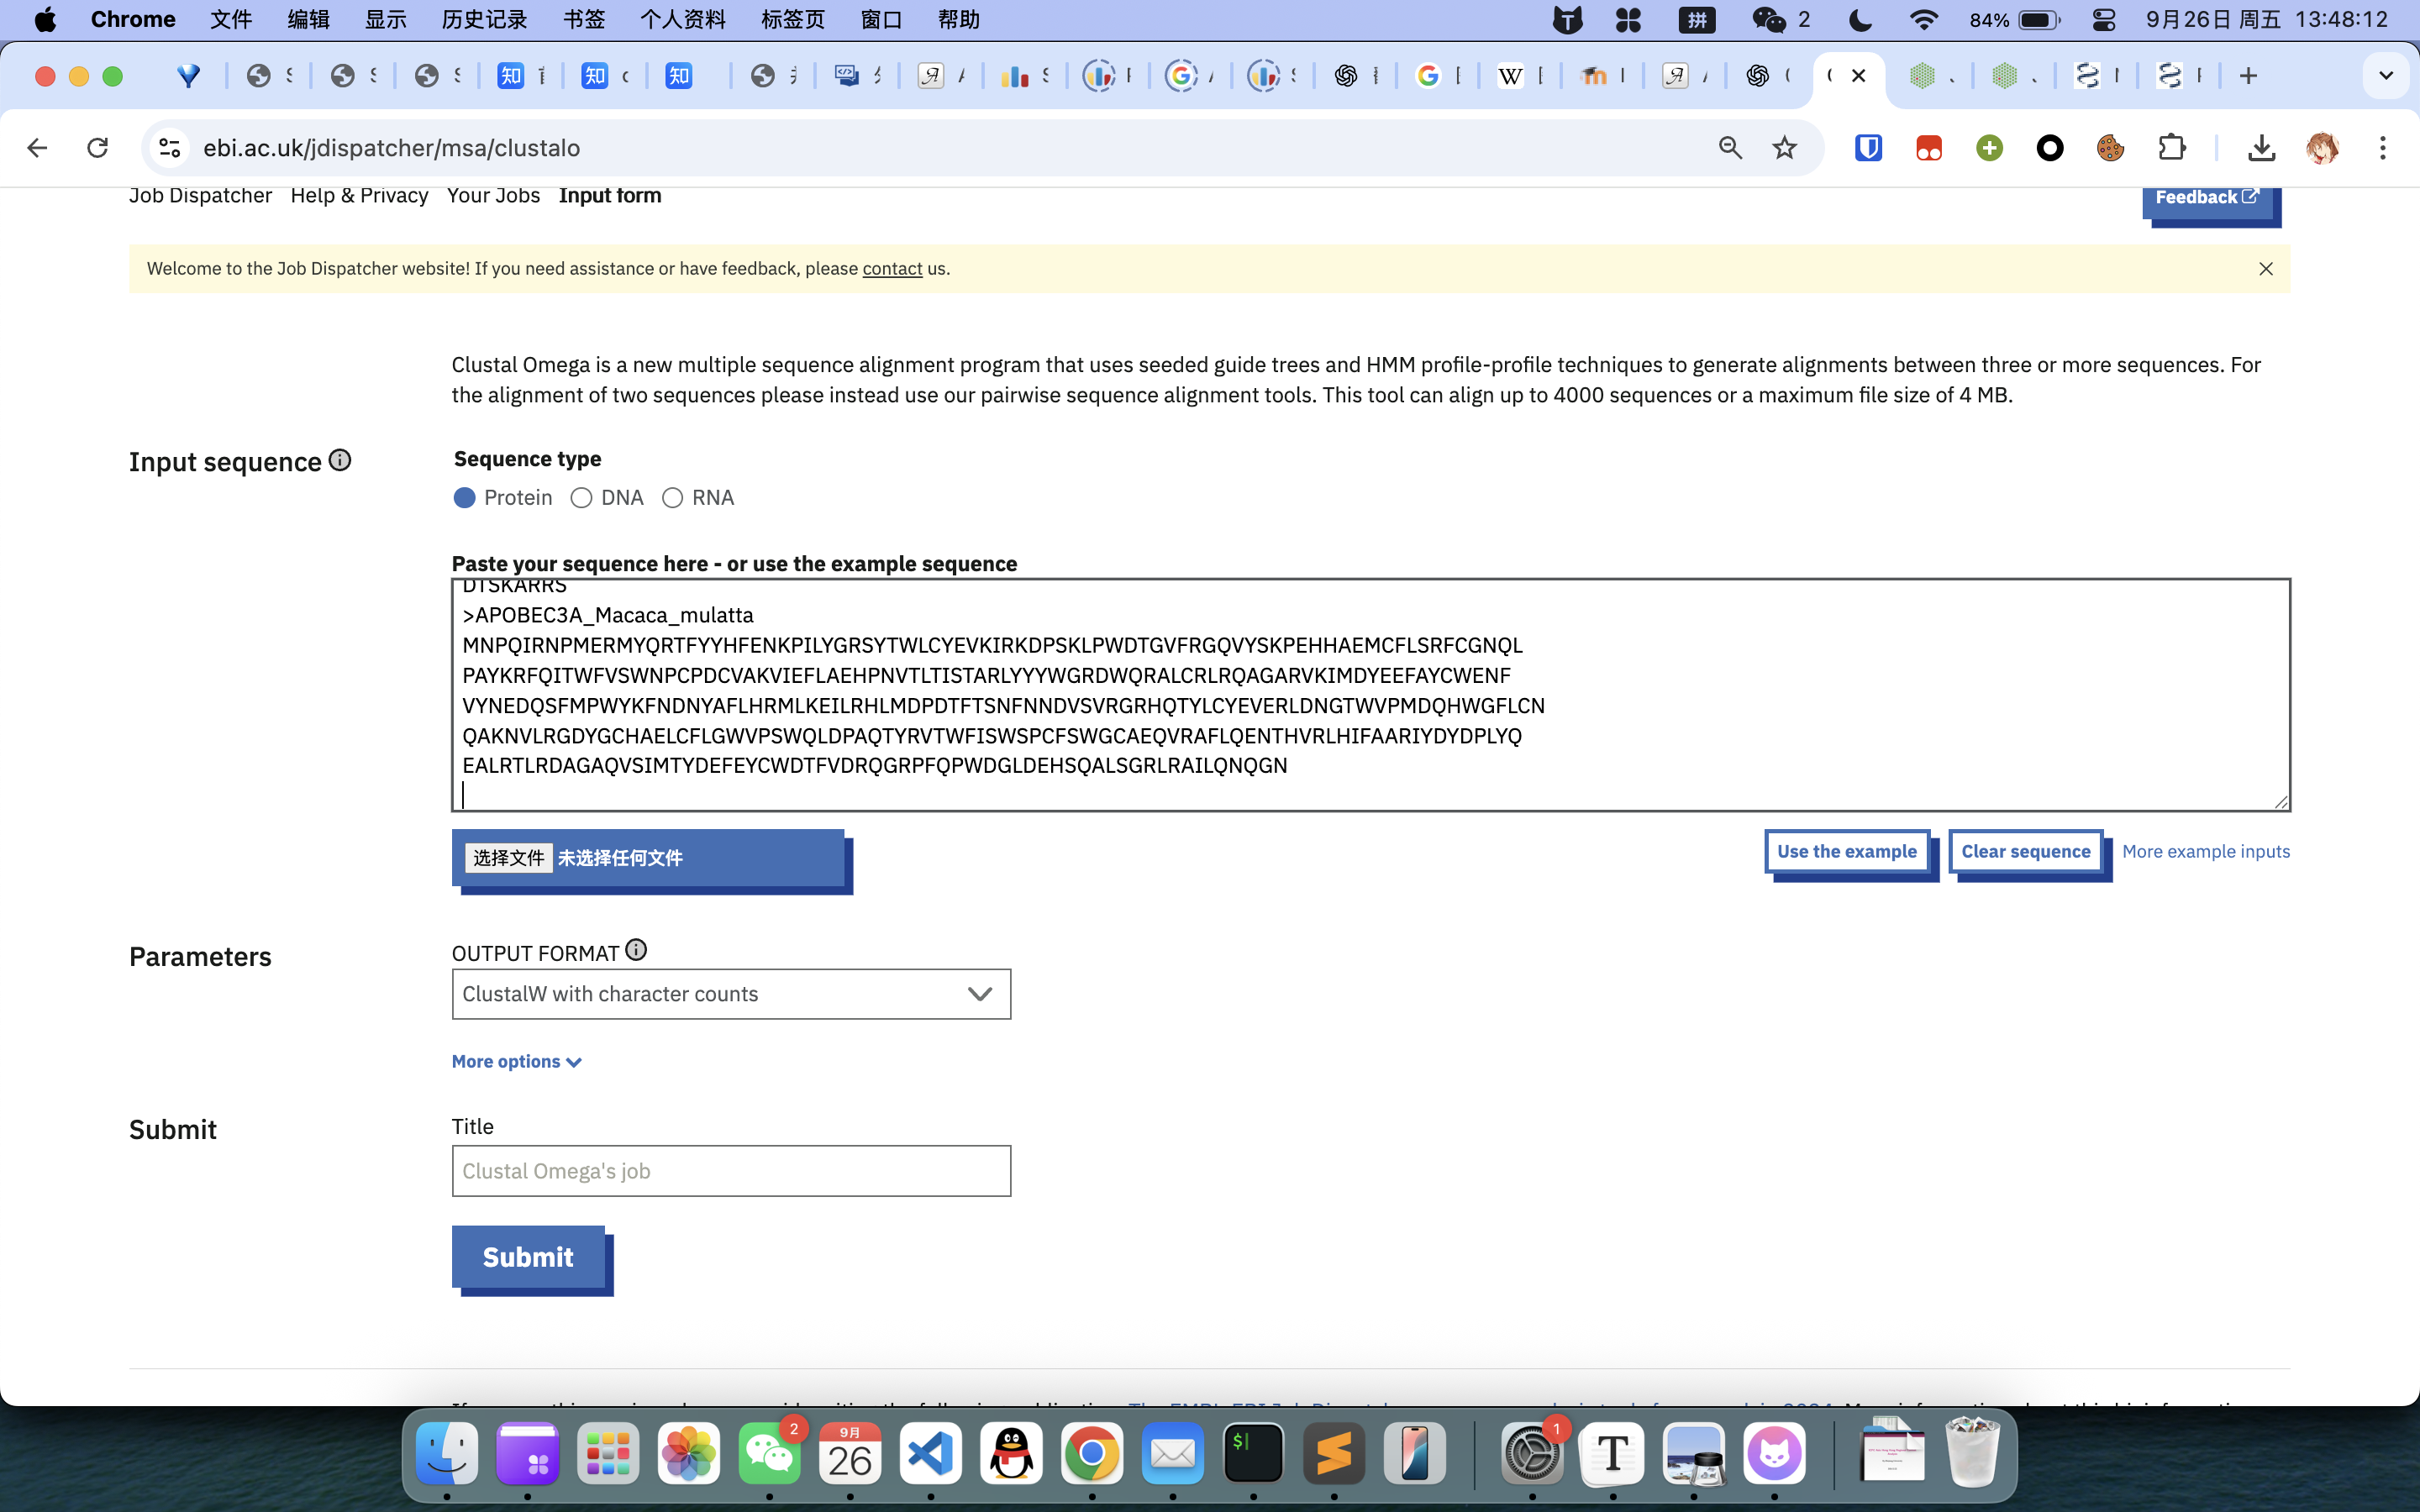 Chrome 文件 编辑 显示 历史记录 书签 个人资料 标签页 窗口 帮助 拼 2 84% 9月26日 周五 13:48:12
知 知 知
ebi.ac.uk/jdispatcher/msa/clustalo
Job Dispatcher Help & Privacy Your Jobs Input form Feedback
Welcome to the Job Dispatcher website! If you need assistance or have feedback, please contact us.
Clustal Omega is a new multiple sequence alignment program that uses seeded guide trees and HMM profile-profile techniques to generate alignments between three or more sequences. For
the alignment of two sequences please instead use our pairwise sequence alignment tools. This tool can align up to 4000 sequences or a maximum file size of 4 MB.
Input sequence
Sequence type
Protein DNA RNA
Paste your sequence here - or use the example sequence
DTSKARRS
>APOBEC3A_Macaca_mulatta
MNPQIRNPMERMYQRTFYYHFENKPILYGRSYTWLCYEVKIRKDPSKLPWDTGVFRGQVYSKPEHHAEMCFLSRFCGNQL
PAYKRFQITWFVSWNPCPDCVAKVIEFLAEHPNVTLTISTARLYYYWGRDWQRALCRLRQAGARVKIMDYEEFAYCWENF
VYNEDQSFMPWYKFNDNYAFLHRMLKEILRHLMDPDTFTSNFNNDVSVRGRHQTYLCYEVERLDNGTWVPMDQHWGFLCN
QAKNVLRGDYGCHAELCFLGWVPSWQLDPAQTYRVTWFISWSPCFSWGCAEQVRAFLQENTHVRLHIFAARIYDYDPLYQ
EALRTLRDAGAQVSIMTYDEFEYCWDTFVDRQGRPFQPWDGLDEHSQALSGRLRAILQNQGN
选择文件 未选择任何文件
Use the example Clear sequence More example inputs
Parameters
OUTPUT FORMAT
ClustalW with character counts
More options
Submit
Title
Clustal Omega's job
Submit
2 9月 26 1